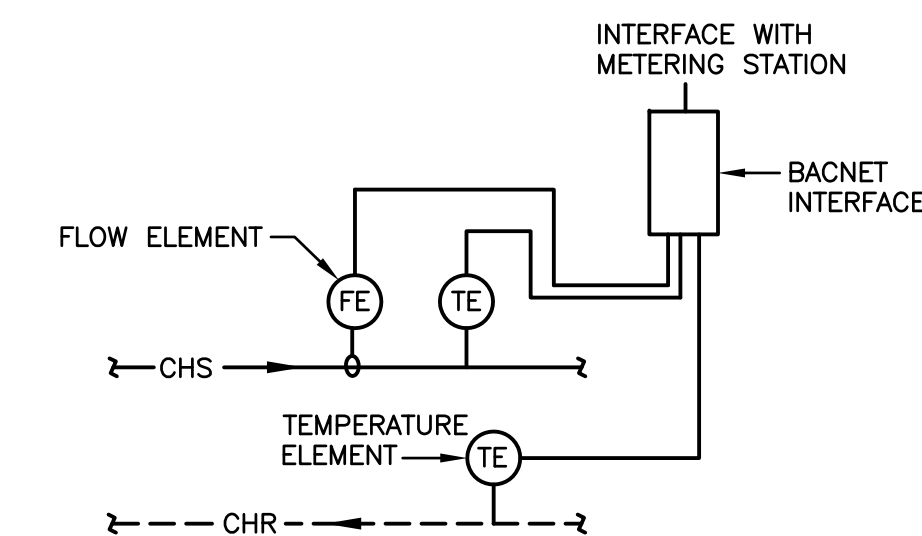 INTERFACE WITH
METERING STATION
BACNET
INTERFACE
FLOW ELEMENT
FE
TE
CHS
TEMPERATURE
ELEMENT
TE
CHR